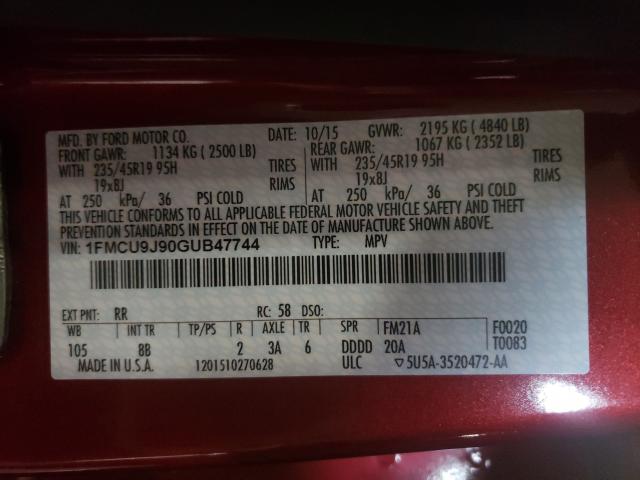 MFD. BY FORD MOTOR CO. DATE: 10/15 GVWR: 2195 KG ( 4840 LB)
FRONT GAWR: 1134 KG ( 2500 LB) REAR GAWR: 1067 KG ( 2352 LB)
WITH 235/45R19 95H TIRES WITH 235/45R19 95H TIRES
19x8J RIMS 19x8J RIMS
AT 250 kPa/ 36 PSI COLD AT 250 kPa/ 36 PSI COLD
THIS VEHICLE CONFORMS TO ALL APPLICABLE FEDERAL MOTOR VEHICLE SAFETY AND THEFT
PREVENTION STANDARDS IN EFFECT ON THE DATE OF MANUFACTURE SHOWN ABOVE.
VIN: 1FMCU9J90GUB47744 TYPE: MPV
EXT PNT: RR RC: 58 DSO:
WB INT TR TP/PS R AXLE TR SPR FM21A F0020
105 8B 2 3A 6 DDDD 20A T0083
MADE IN U.S.A. 1201510270628 ULC ▽5U5A-3520472-AA